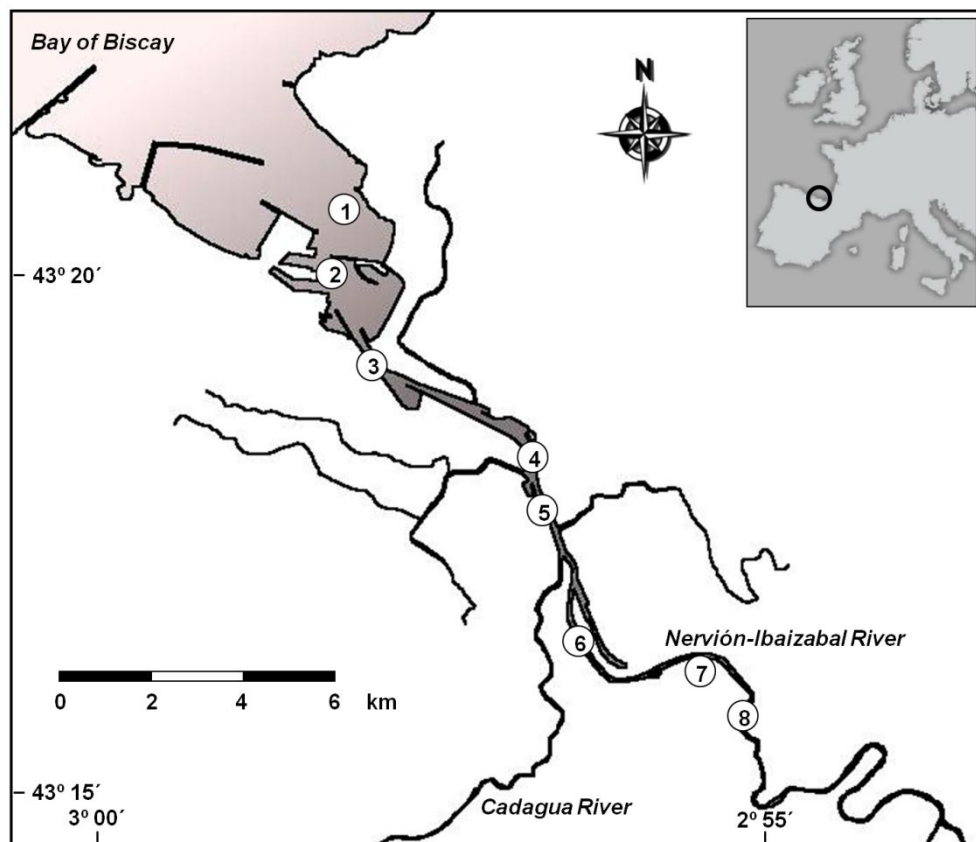 Bay of Biscay
N
1
43º 20´
2
3
4
5
6
Nervión-Ibaizabal River
7
8
0 2 4 6 km
43º 15´
3º 00´
Cadagua River
2º 55´